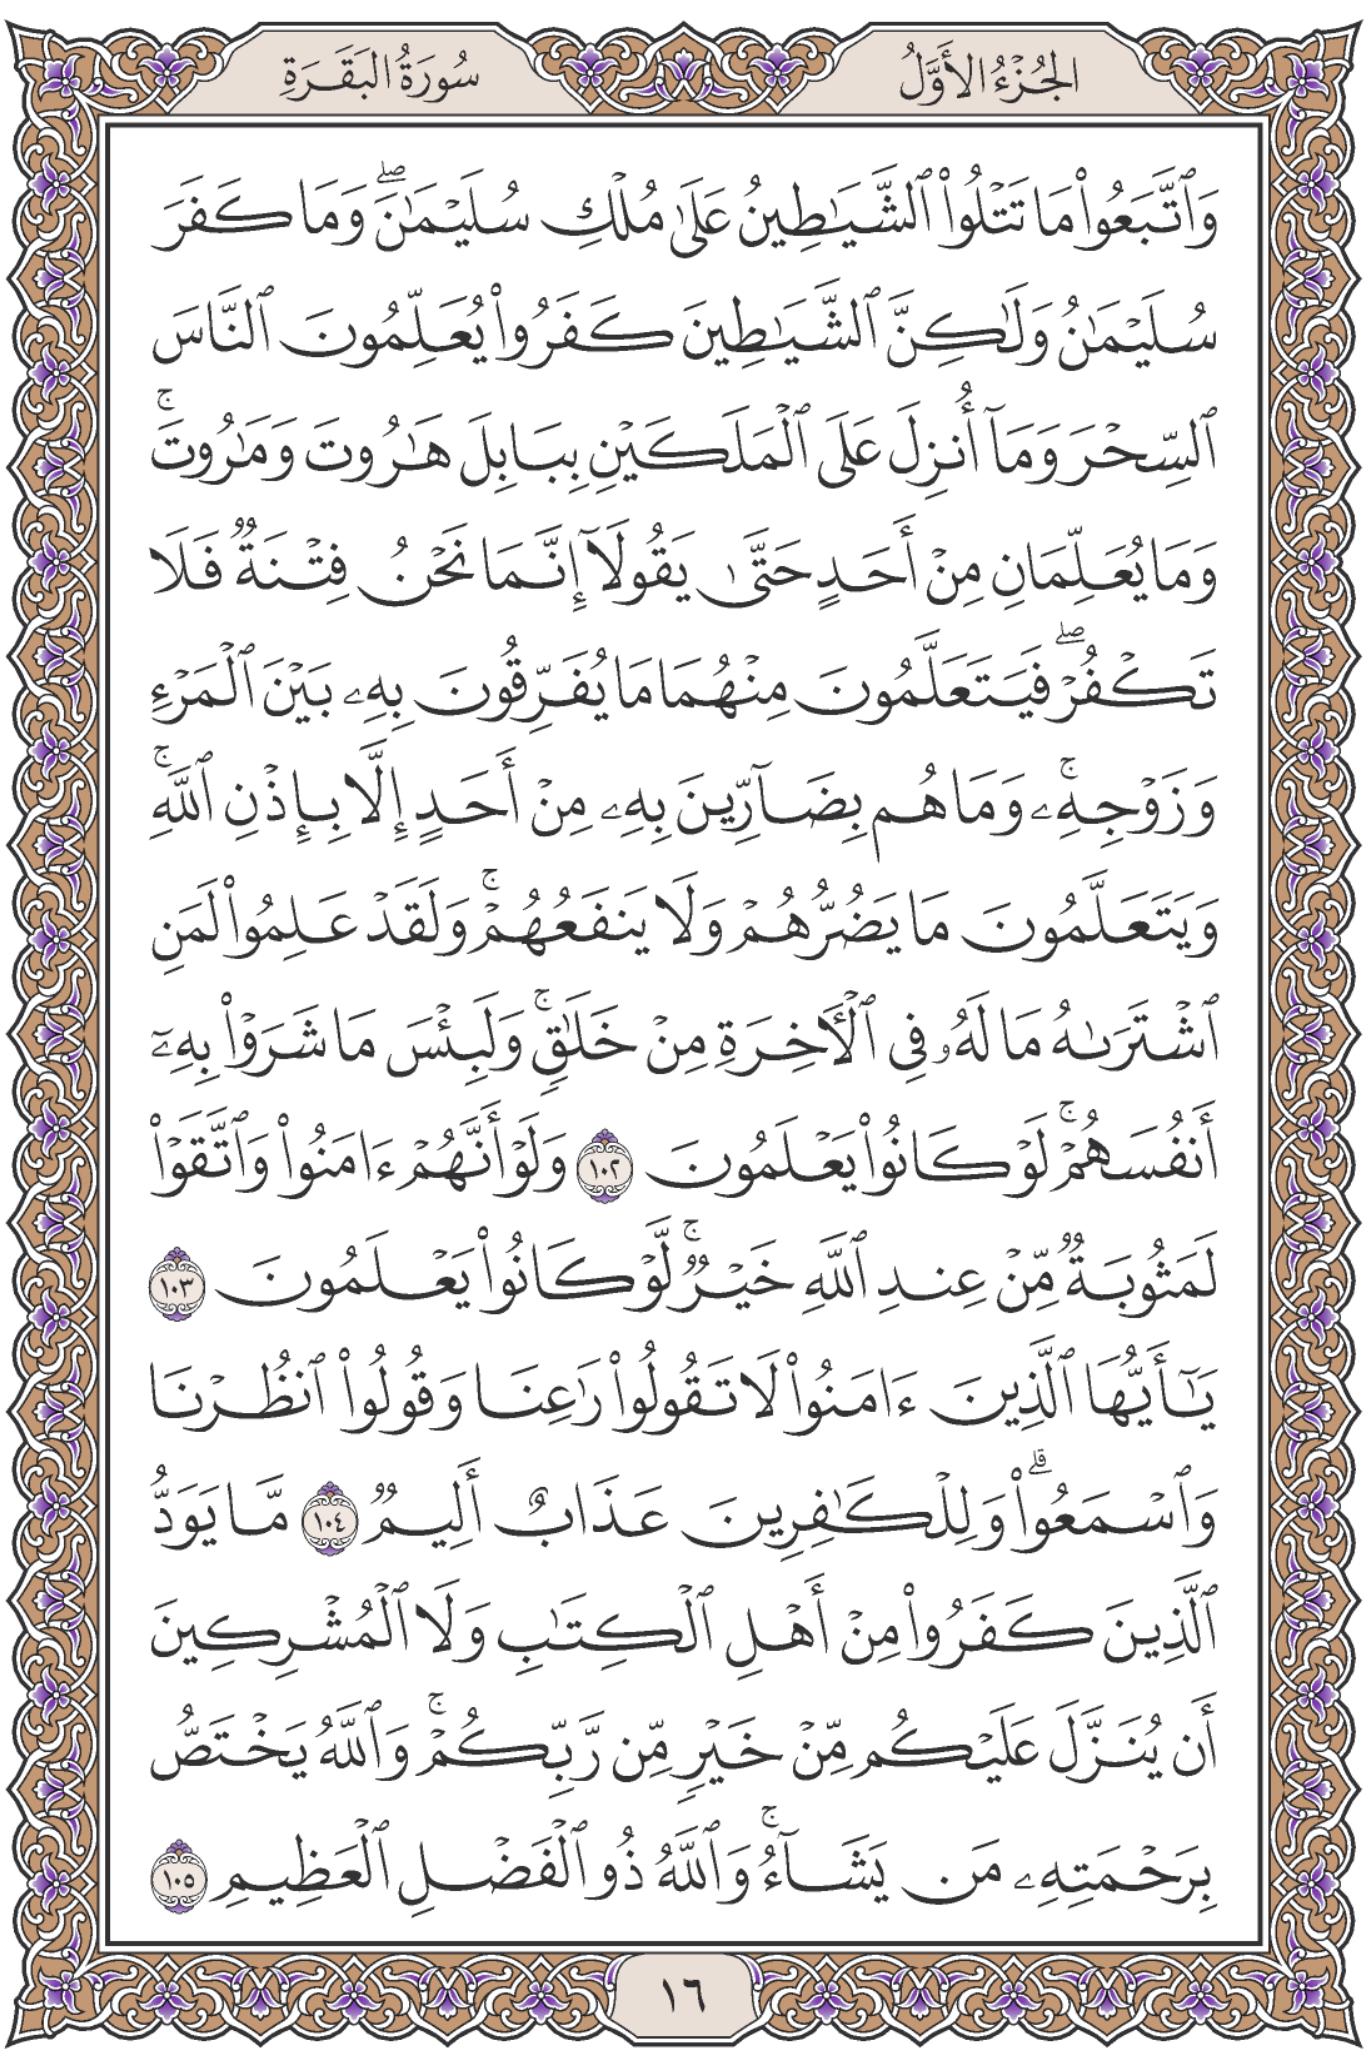 الجُزْءُ الأَوَّلُ
سُورَةُ البَقَرَةِ
وَٱتَّبَعُوا۟ مَا تَتْلُوا۟ ٱلشَّيَـٰطِينُ عَلَىٰ مُلْكِ سُلَيْمَـٰنَ ۖ وَمَا كَفَرَ
سُلَيْمَـٰنُ وَلَـٰكِنَّ ٱلشَّيَـٰطِينَ كَفَرُوا۟ يُعَلِّمُونَ ٱلنَّاسَ
ٱلسِّحْرَ وَمَآ أُنزِلَ عَلَى ٱلْمَلَكَيْنِ بِبَابِلَ هَـٰرُوتَ وَمَـٰرُوتَ ۚ
وَمَا يُعَلِّمَانِ مِنْ أَحَدٍ حَتَّىٰ يَقُولَآ إِنَّمَا نَحْنُ فِتْنَةٌ فَلَا
تَكْفُرْ ۖ فَيَتَعَلَّمُونَ مِنْهُمَا مَا يُفَرِّقُونَ بِهِۦ بَيْنَ ٱلْمَرْءِ
وَزَوْجِهِۦ ۚ وَمَا هُم بِضَآرِّينَ بِهِۦ مِنْ أَحَدٍ إِلَّا بِإِذْنِ ٱللَّهِ ۚ
وَيَتَعَلَّمُونَ مَا يَضُرُّهُمْ وَلَا يَنفَعُهُمْ ۚ وَلَقَدْ عَلِمُوا۟ لَمَنِ
ٱشْتَرَىٰهُ مَا لَهُۥ فِى ٱلْـَٔاخِرَةِ مِنْ خَلَـٰقٍ ۚ وَلَبِئْسَ مَا شَرَوْا۟ بِهِۦٓ
أَنفُسَهُمْ ۚ لَوْ كَانُوا۟ يَعْلَمُونَ ١٠٢ وَلَوْ أَنَّهُمْ ءَامَنُوا۟ وَٱتَّقَوْا۟
لَمَثُوبَةٌ مِّنْ عِندِ ٱللَّهِ خَيْرٌ ۚ لَّوْ كَانُوا۟ يَعْلَمُونَ ١٠٣
يَـٰٓأَيُّهَا ٱلَّذِينَ ءَامَنُوا۟ لَا تَقُولُوا۟ رَٰعِنَا وَقُولُوا۟ ٱنظُرْنَا
وَٱسْمَعُوا۟ ۗ وَلِلْكَـٰفِرِينَ عَذَابٌ أَلِيمٌ ١٠٤ مَّا يَوَدُّ
ٱلَّذِينَ كَفَرُوا۟ مِنْ أَهْلِ ٱلْكِتَـٰبِ وَلَا ٱلْمُشْرِكِينَ
أَن يُنَزَّلَ عَلَيْكُم مِّنْ خَيْرٍ مِّن رَّبِّكُمْ ۚ وَٱللَّهُ يَخْتَصُّ
بِرَحْمَتِهِۦ مَن يَشَآءُ ۚ وَٱللَّهُ ذُو ٱلْفَضْلِ ٱلْعَظِيمِ ١٠٥
١٦